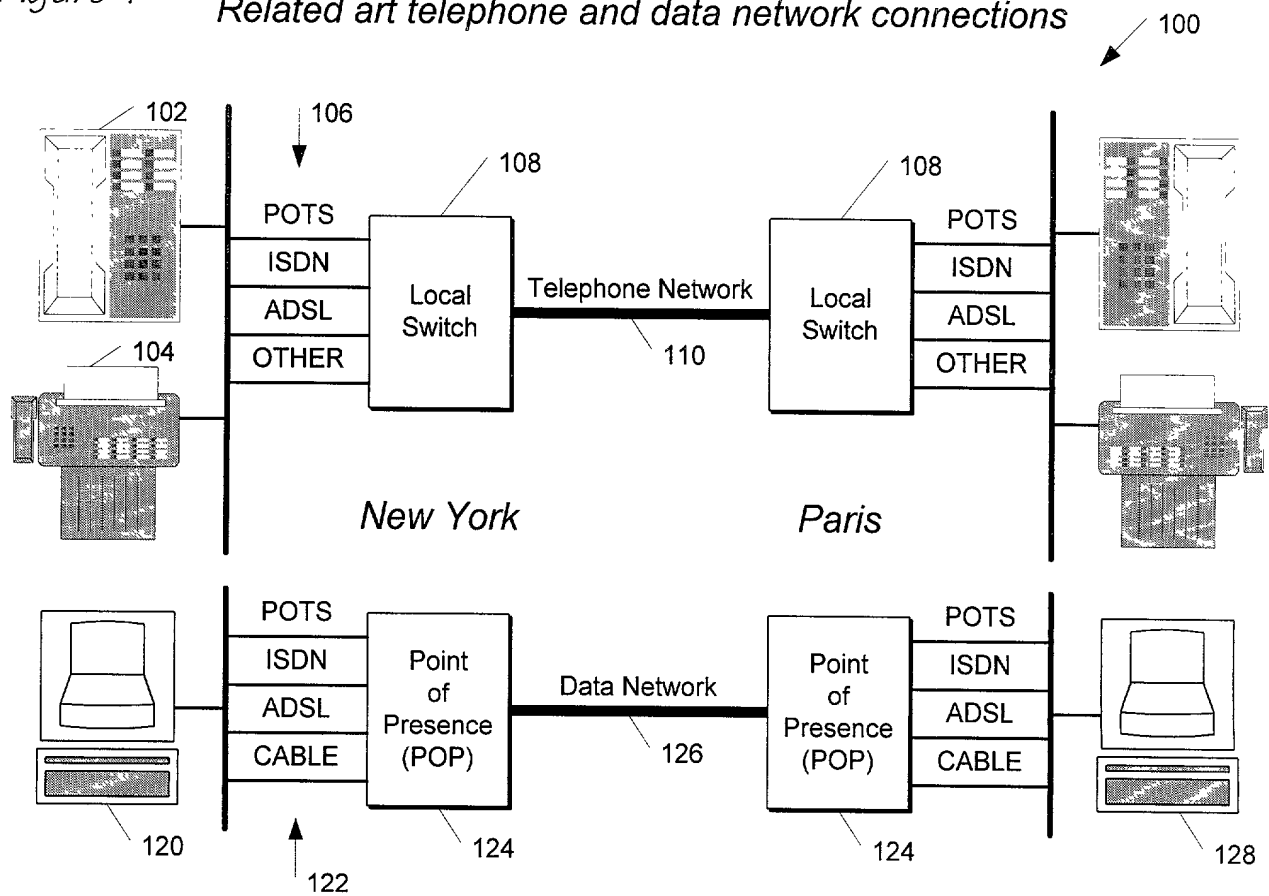 Figure 1
Related art telephone and data network connections
100
102
106
108
108
POTS
ISDN
ADSL
OTHER
Local
Switch
Telephone Network
110
Local
Switch
POTS
ISDN
ADSL
OTHER
104
New York
Paris
POTS
ISDN
ADSL
CABLE
Point
of
Presence
(POP)
Data Network
126
Point
of
Presence
(POP)
POTS
ISDN
ADSL
CABLE
120
122
124
124
128